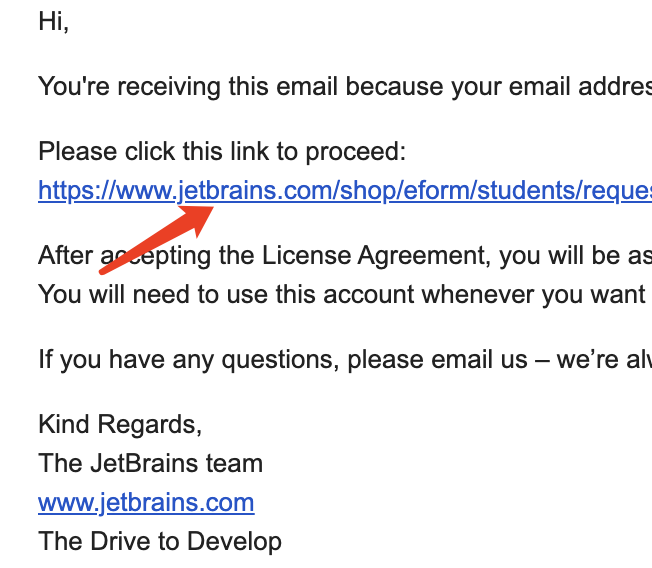 Hi,
You're receiving this email because your email addres
Please click this link to proceed:
https://www.jetbrains.com/shop/eform/students/reques
After accepting the License Agreement, you will be as
You will need to use this account whenever you want
If you have any questions, please email us – we’re alw
Kind Regards,
The JetBrains team
www.jetbrains.com
The Drive to Develop